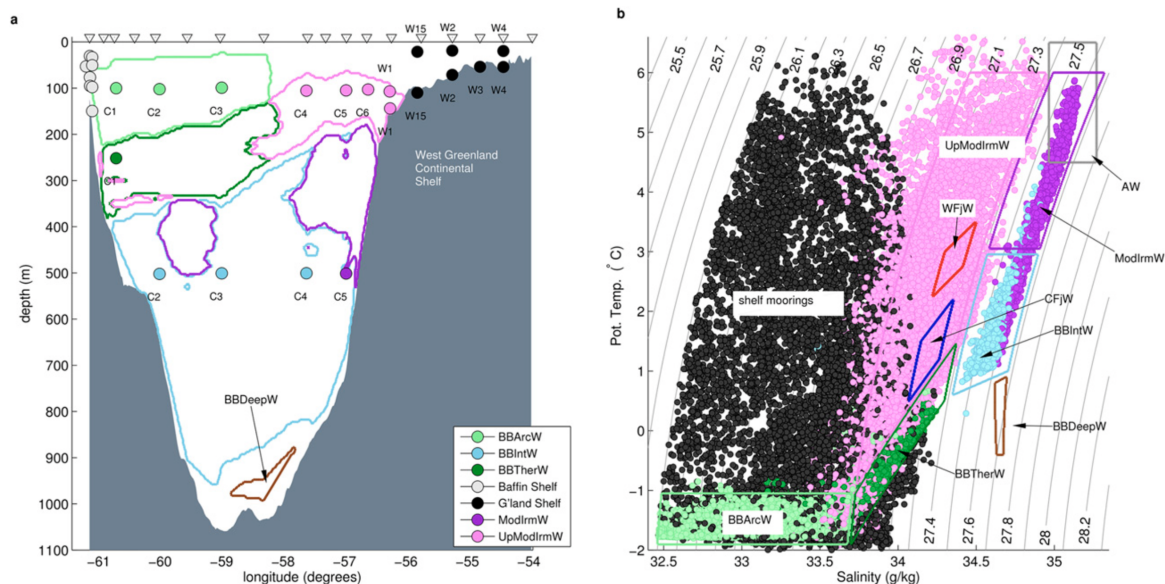 a
W15 W2 W4
0
100
200
300
400
500
600
700
800
900
1000
1100
depth (m)
−61 −60 −59 −58 −57 −56 −55 −54
longitude (degrees)
C1 C2 C3 C4 C5 C6 W1
W15 W2 W3 W4
W1
C1
C2 C3 C4 C5
West Greenland
Continental
Shelf
BBDeepW
BBArcW
BBIntW
BBTherW
Baffin Shelf
G'land Shelf
ModIrmW
UpModIrmW
b
25.5 25.7 25.9 26.1 26.3 26.5 26.9 27.1 27.3 27.5
6
5
4
3
2
1
0
−1
−2
Pot. Temp. (°C)
UpModIrmW
AW
WFjW
ModIrmW
shelf moorings
CFjW
BBIntW
BBDeepW
BBTherW
BBArcW
27.4 27.6 27.8 28 28.2
32.5 33 33.5 34 34.5 35
Salinity (g/kg)